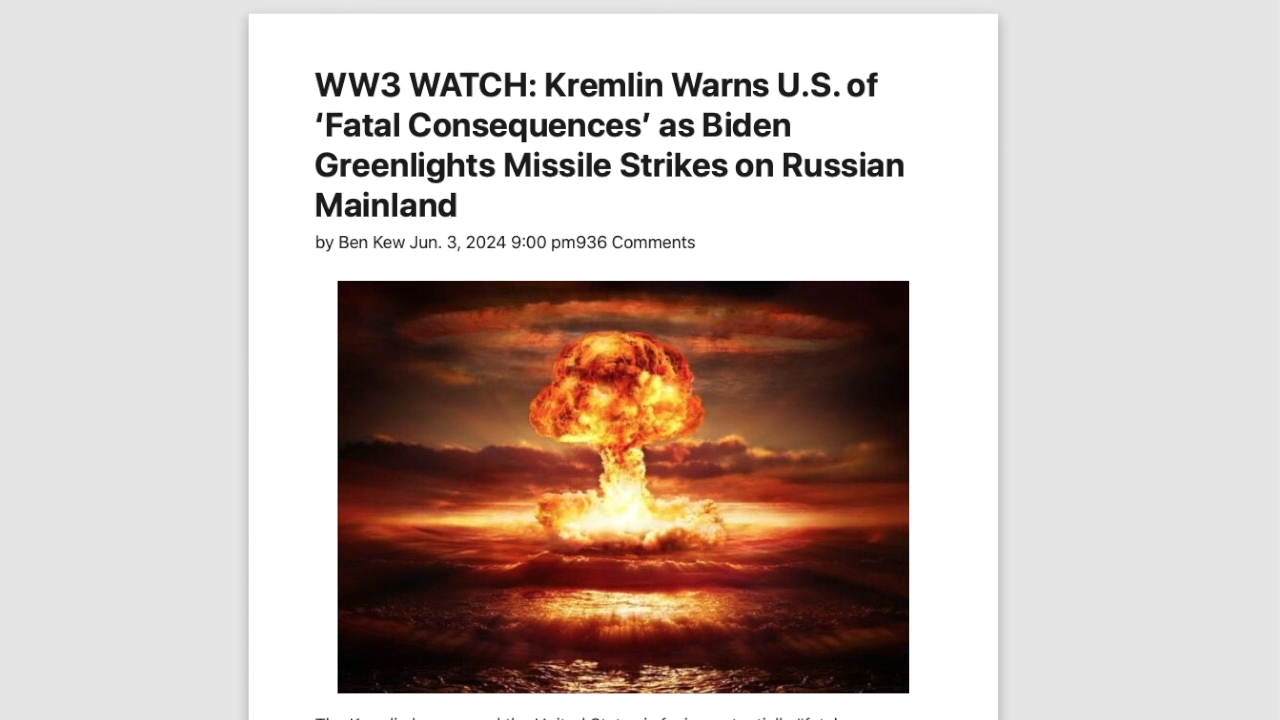 WW3 WATCH: Kremlin Warns U.S. of
‘Fatal Consequences’ as Biden
Greenlights Missile Strikes on Russian
Mainland
by Ben Kew Jun. 3, 2024 9:00 pm936 Comments